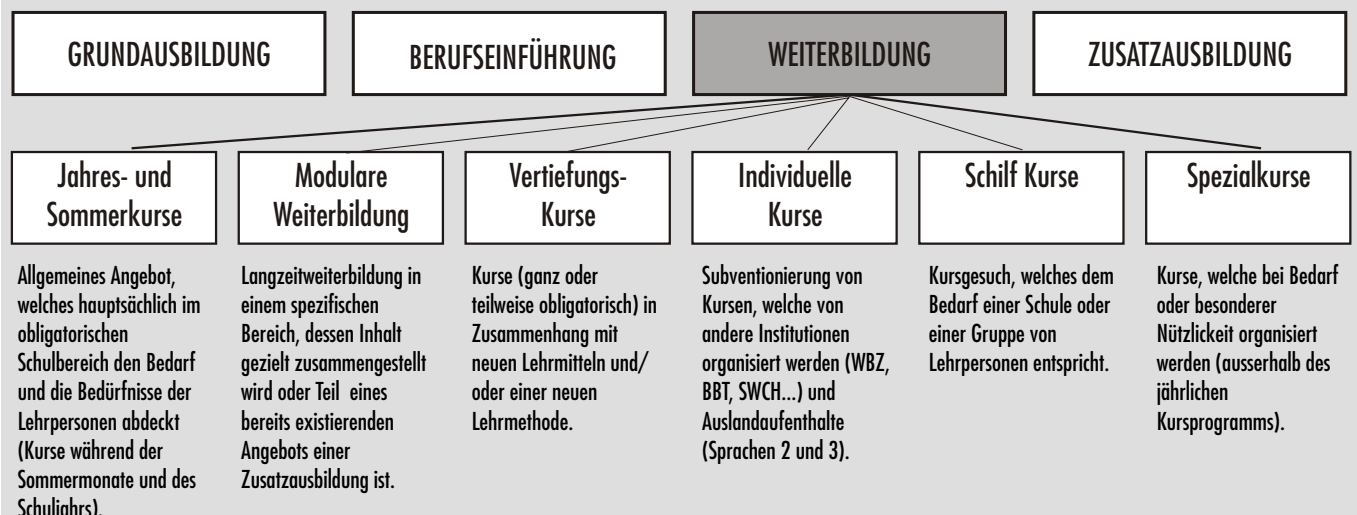 GRUNDAUSBILDUNG
BERUFSEINFÜHRUNG
WEITERBILDUNG
ZUSATZAUSBILDUNG
Jahres- und
Sommerkurse
Allgemeines Angebot,
welches hauptsächlich im
obligatorischen
Schulbereich den Bedarf
und die Bedürfnisse der
Lehrpersonen abdeckt
(Kurse während der
Sommermonate und des
Schuljahrs).
Modulare
Weiterbildung
Langzeitweiterbildung in
einem spezifischen
Bereich, dessen Inhalt
gezielt zusammengestellt
wird oder Teil eines
bereits existierenden
Angebots einer
Zusatzausbildung ist.
Vertiefungs-
Kurse
Kurse (ganz oder
teilweise obligatorisch) in
Zusammenhang mit
neuen Lehrmitteln und/
oder einer neuen
Lehrmethode.
Individuelle
Kurse
Subventionierung von
Kursen, welche von
andere Institutionen
organisiert werden (WBZ,
BBT, SWCH...) und
Auslandaufenthalte
(Sprachen 2 und 3).
Schilf Kurse
Kursgesuch, welches dem
Bedarf einer Schule oder
einer Gruppe von
Lehrpersonen entspricht.
Spezialkurse
Kurse, welche bei Bedarf
oder besonderer
Nützlickeit organisiert
werden (ausserhalb des
jährlichen
Kursprogramms).